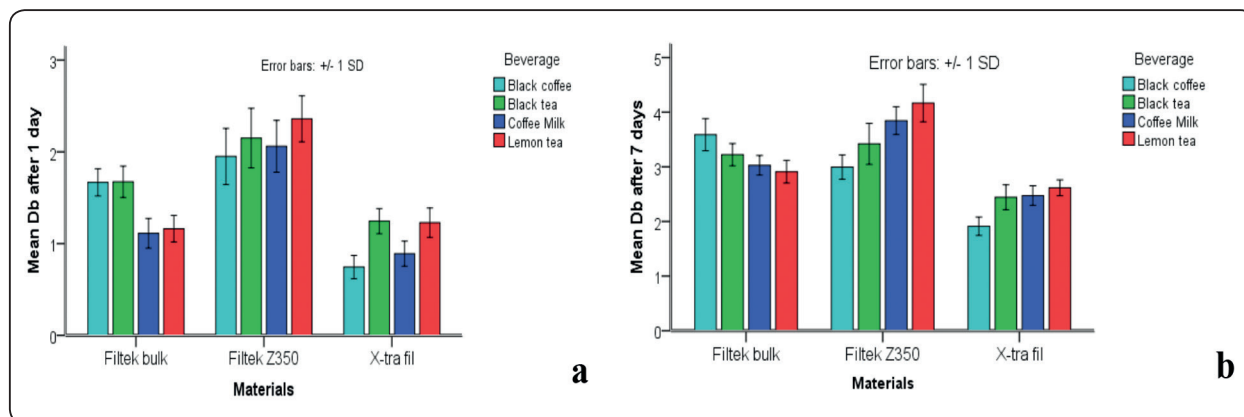 Mean Db after 1 day
3
2
1
0
Error bars: +/- 1 SD
Beverage
Black coffee
Black tea
Coffee Milk
Lemon tea
Filtek bulk
Filtek Z350
X-tra fil
Materials
a
Mean Db after 7 days
5
4
3
2
1
0
Error bars: +/- 1 SD
Beverage
Black coffee
Black tea
Coffee Milk
Lemon tea
Filtek bulk
Filtek Z350
X-tra fil
Materials
b